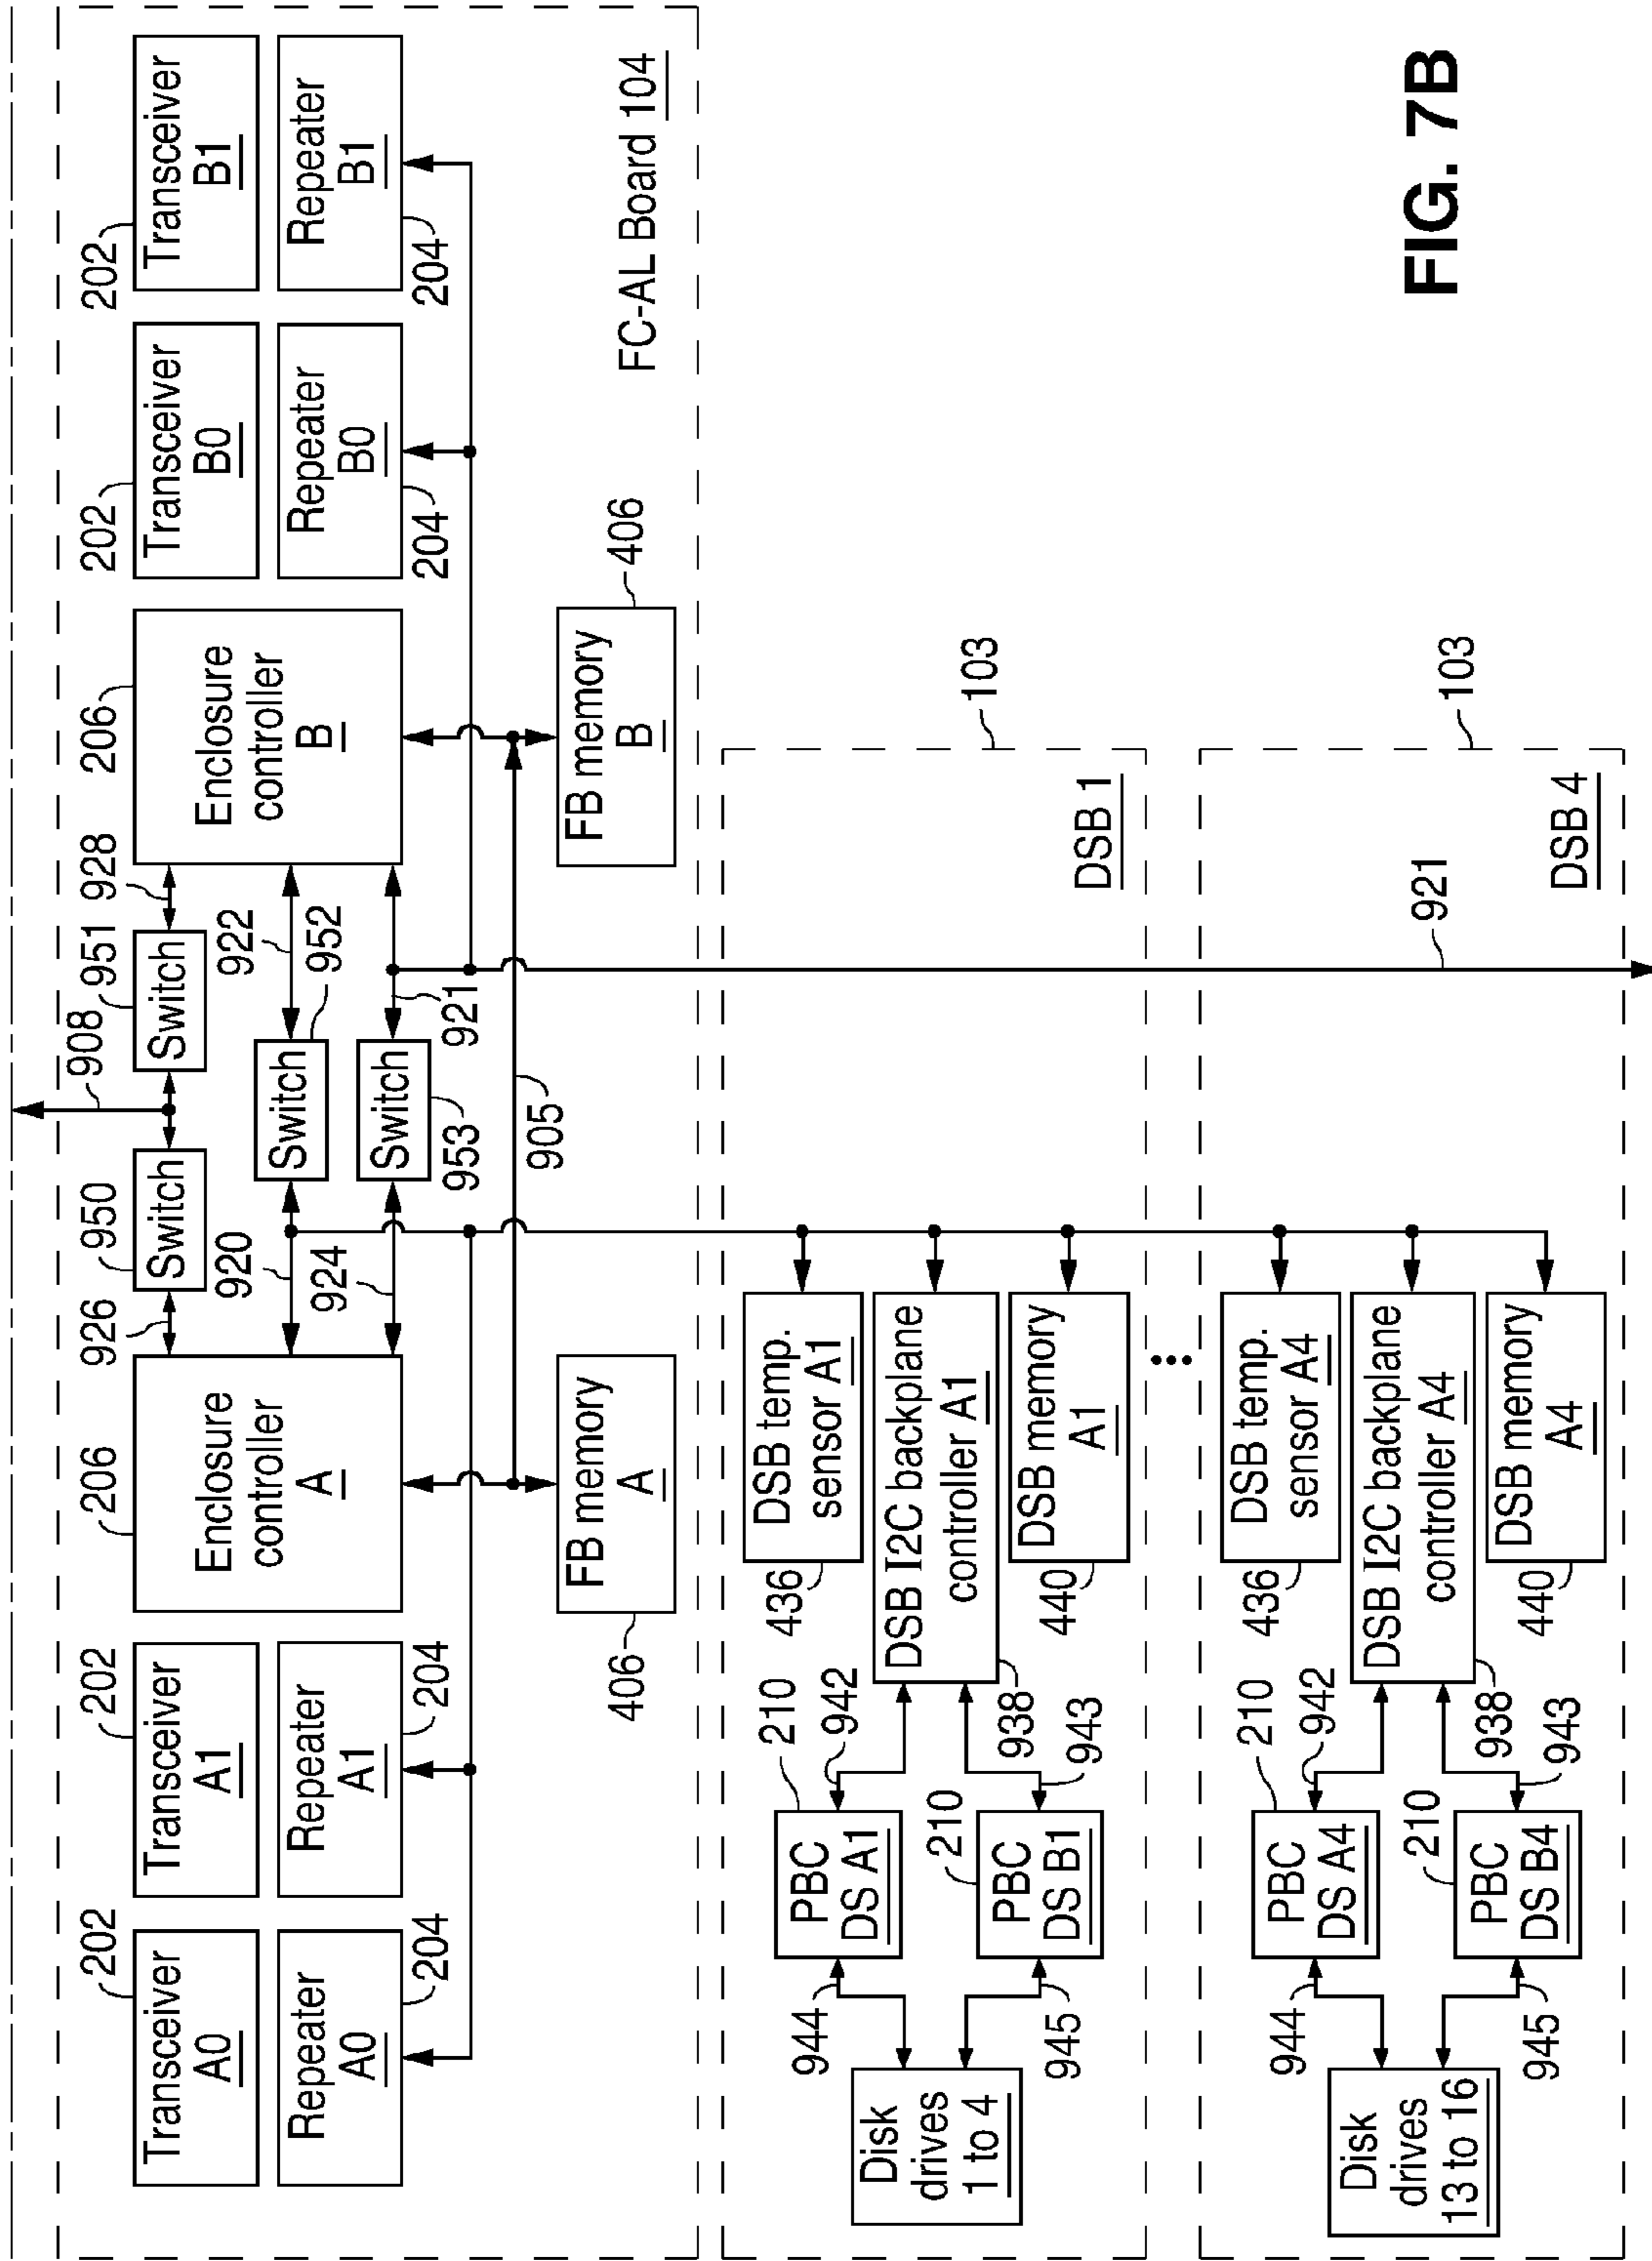 202
202
206
926
950
908
951
928
206
202
202
Transceiver
A0
Transceiver
A1
Enclosure
controller
A
Switch
Switch
Enclosure
controller
B
Transceiver
B0
Transceiver
B1
920
922
Switch
952
Repeater
A0
Repeater
A1
Repeater
B0
Repeater
B1
924
Switch
921
204
204
953
204
204
905
FB memory
A
FB memory
B
406
406
FC-AL Board 104
DSB temp.
sensor A1
436
210
942
944
PBC
DS A1
DSB I2C backplane
controller A1
Disk
drives
1 to 4
210
PBC
DS B1
938
943
945
DSB memory
A1
440
103
DSB 1
•••
DSB temp.
sensor A4
436
210
942
944
PBC
DS A4
DSB I2C backplane
controller A4
Disk
drives
13 to 16
210
PBC
DS B4
938
943
945
DSB memory
A4
440
921
103
DSB 4
FIG. 7B